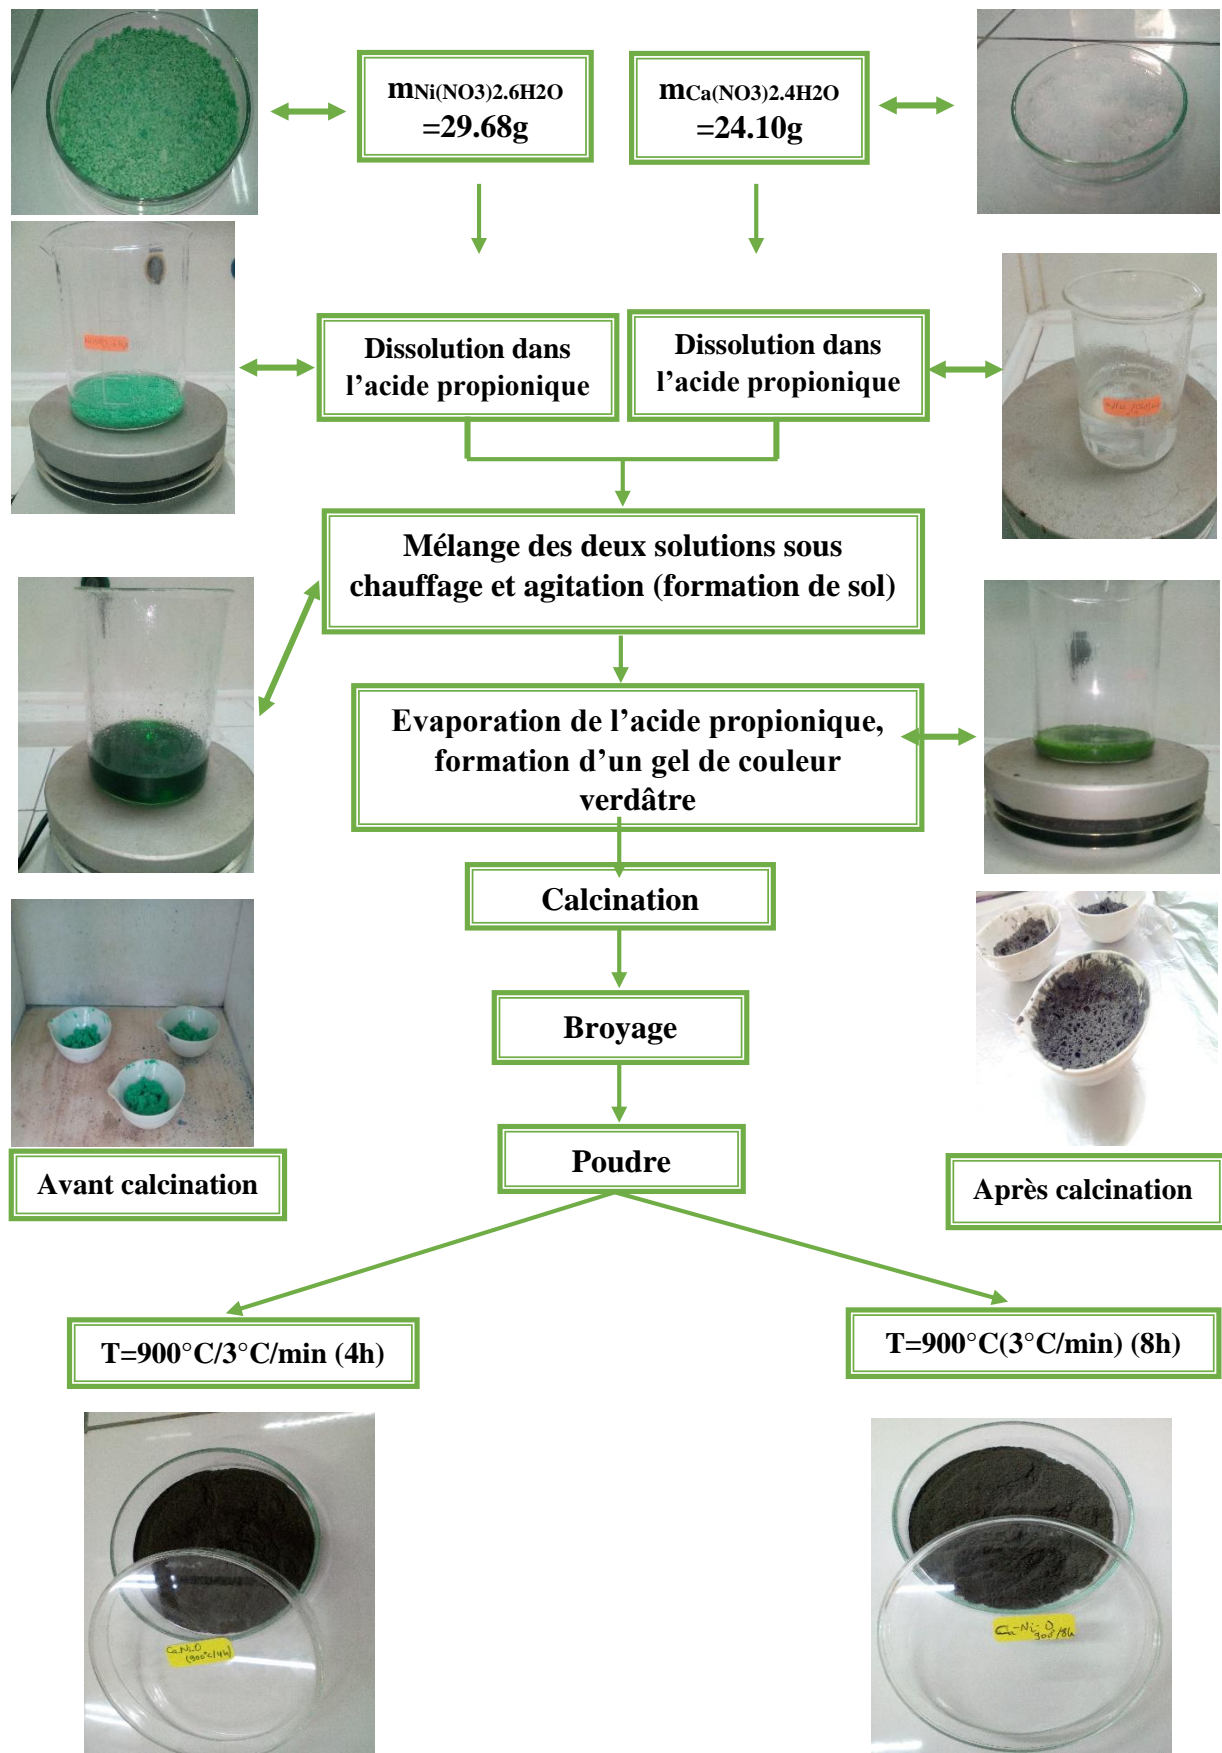 mNi(NO3)2.6H2O
=29.68g
mCa(NO3)2.4H2O
=24.10g
Dissolution dans
l’acide propionique
Dissolution dans
l’acide propionique
Mélange des deux solutions sous
chauffage et agitation (formation de sol)
Evaporation de l’acide propionique,
formation d’un gel de couleur
verdâtre
Calcination
Broyage
Poudre
Avant calcination
Après calcination
T=900°C/3°C/min (4h)
T=900°C(3°C/min) (8h)
Ca-Ni-O